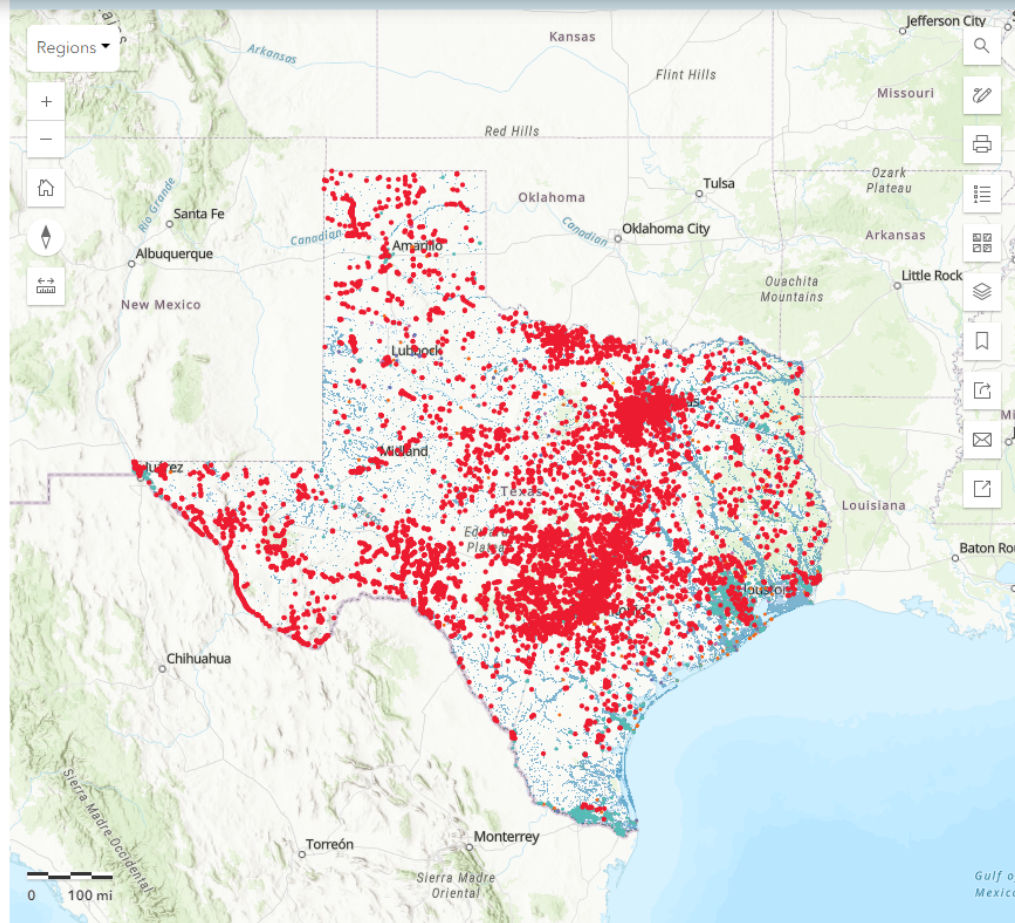 Jefferson City
Regions
Kansas
Arkansas
Flint Hills
Missouri
Red Hills
Ozark
Plateau
Tulsa
Oklahoma
Rio Grande
Santa Fe
Canadian
Canadian
Oklahoma City
Arkansas
Amarillo
Albuquerque
Little Rock
Ouachita
Mountains
New Mexico
Lubbock
Midland
Juárez
Texas
Louisiana
Plateau
Baton Rou
Houston
Chihuahua
Sierra Madre Occidental
Monterrey
Torreón
Sierra Madre
Oriental
0
100 mi
Gulf o
Mexico